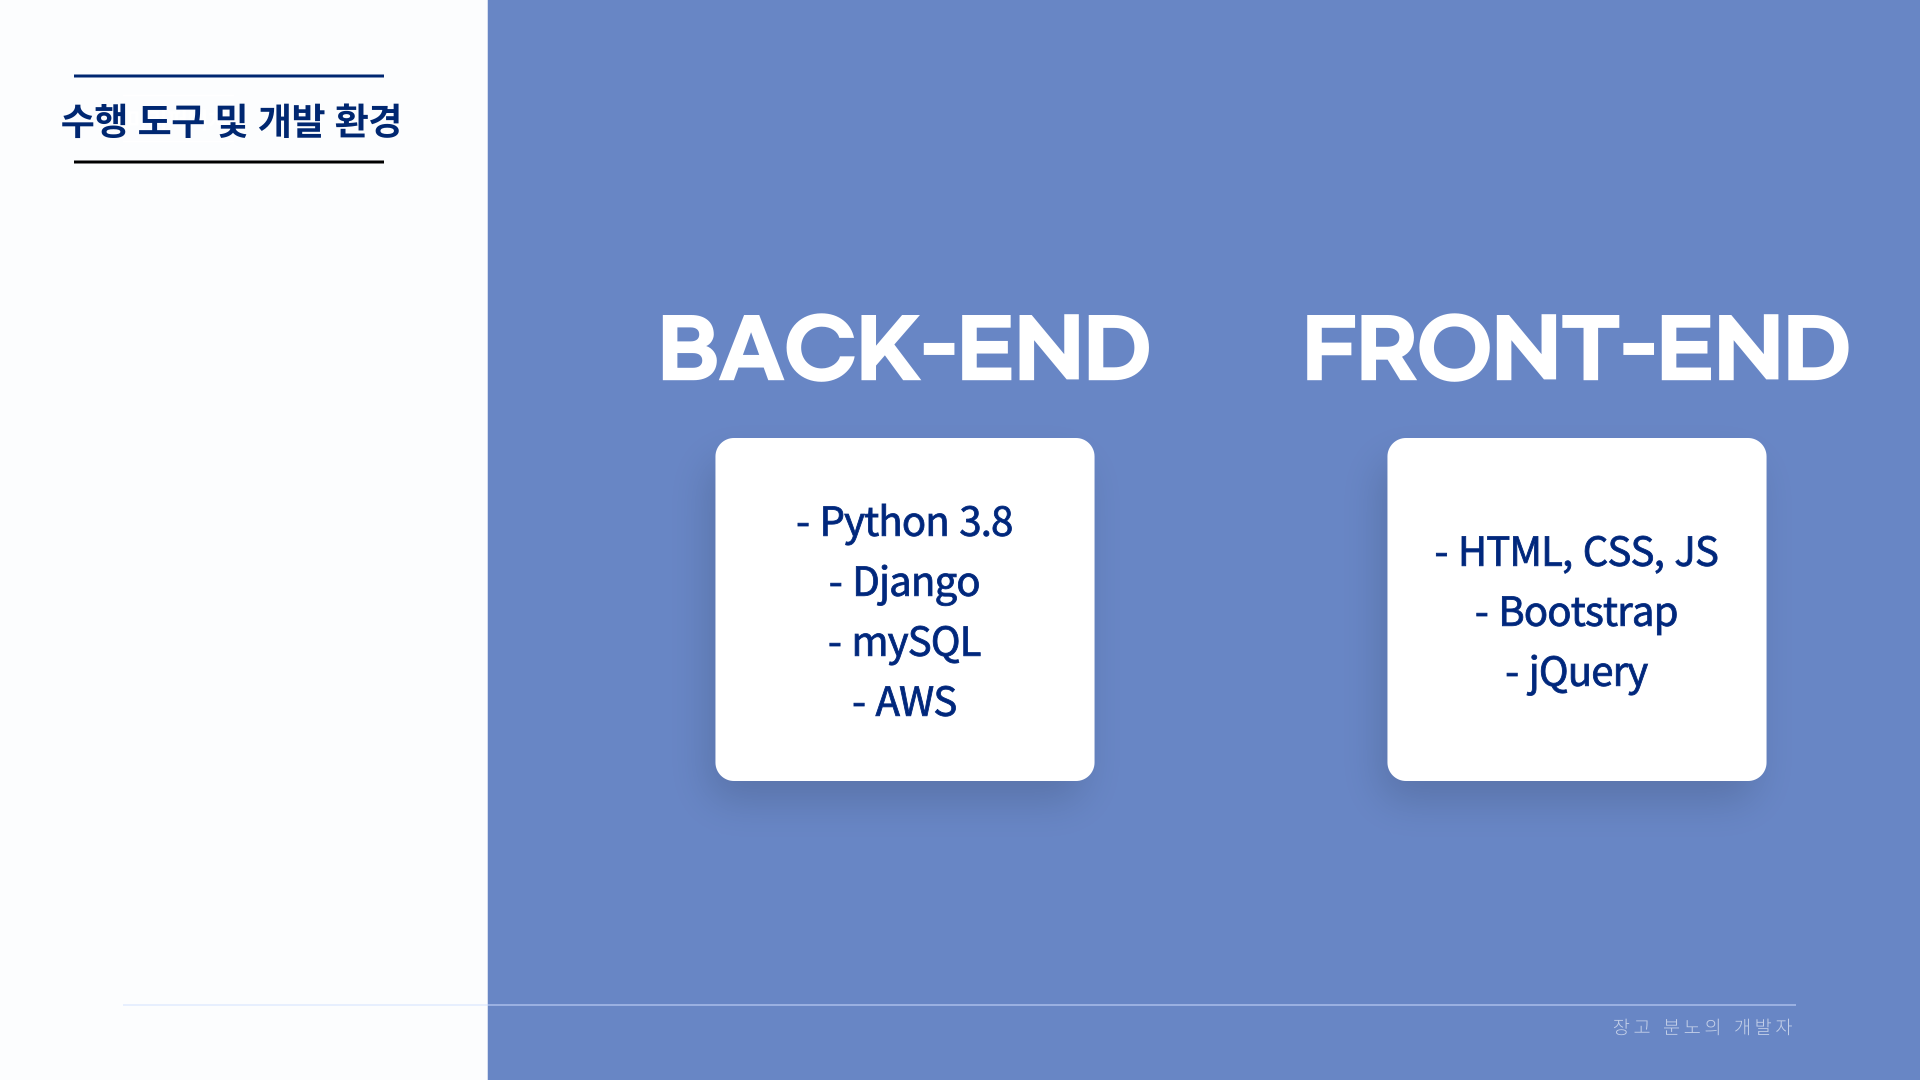 수행 도구 및 개발 환경
BACK-END
- Python 3.8
- Django
- mySQL
- AWS
FRONT-END
- HTML, CSS, JS
- Bootstrap
- jQuery
장고 분노의 개발자